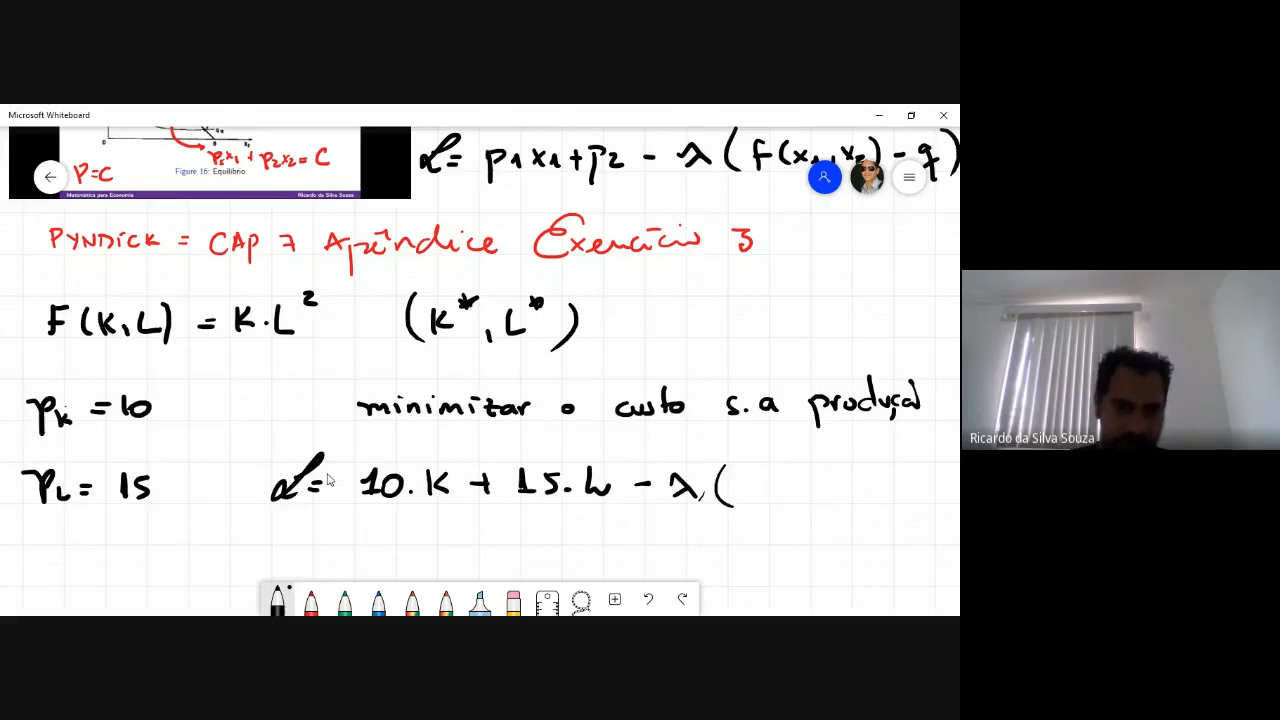 Microsoft Whiteboard
p₁x₁ + p₂x₂ = C
P=C
Figure 16: Equilíbrio
Matemática para Economia
Ricardo da Silva Souza
ℒ = p1x1+p2 - λ (F(x₁,x₂) - q)
PYNDICK = CAP 7 Apêndice Exercício 3
F(K,L) = K.L² (K*, L*)
pk = 10
minimizar o custo s.a produçaõ
pL = 15
ℒ= 10.K + 15.L - λ.(
Ricardo da Silva Souza